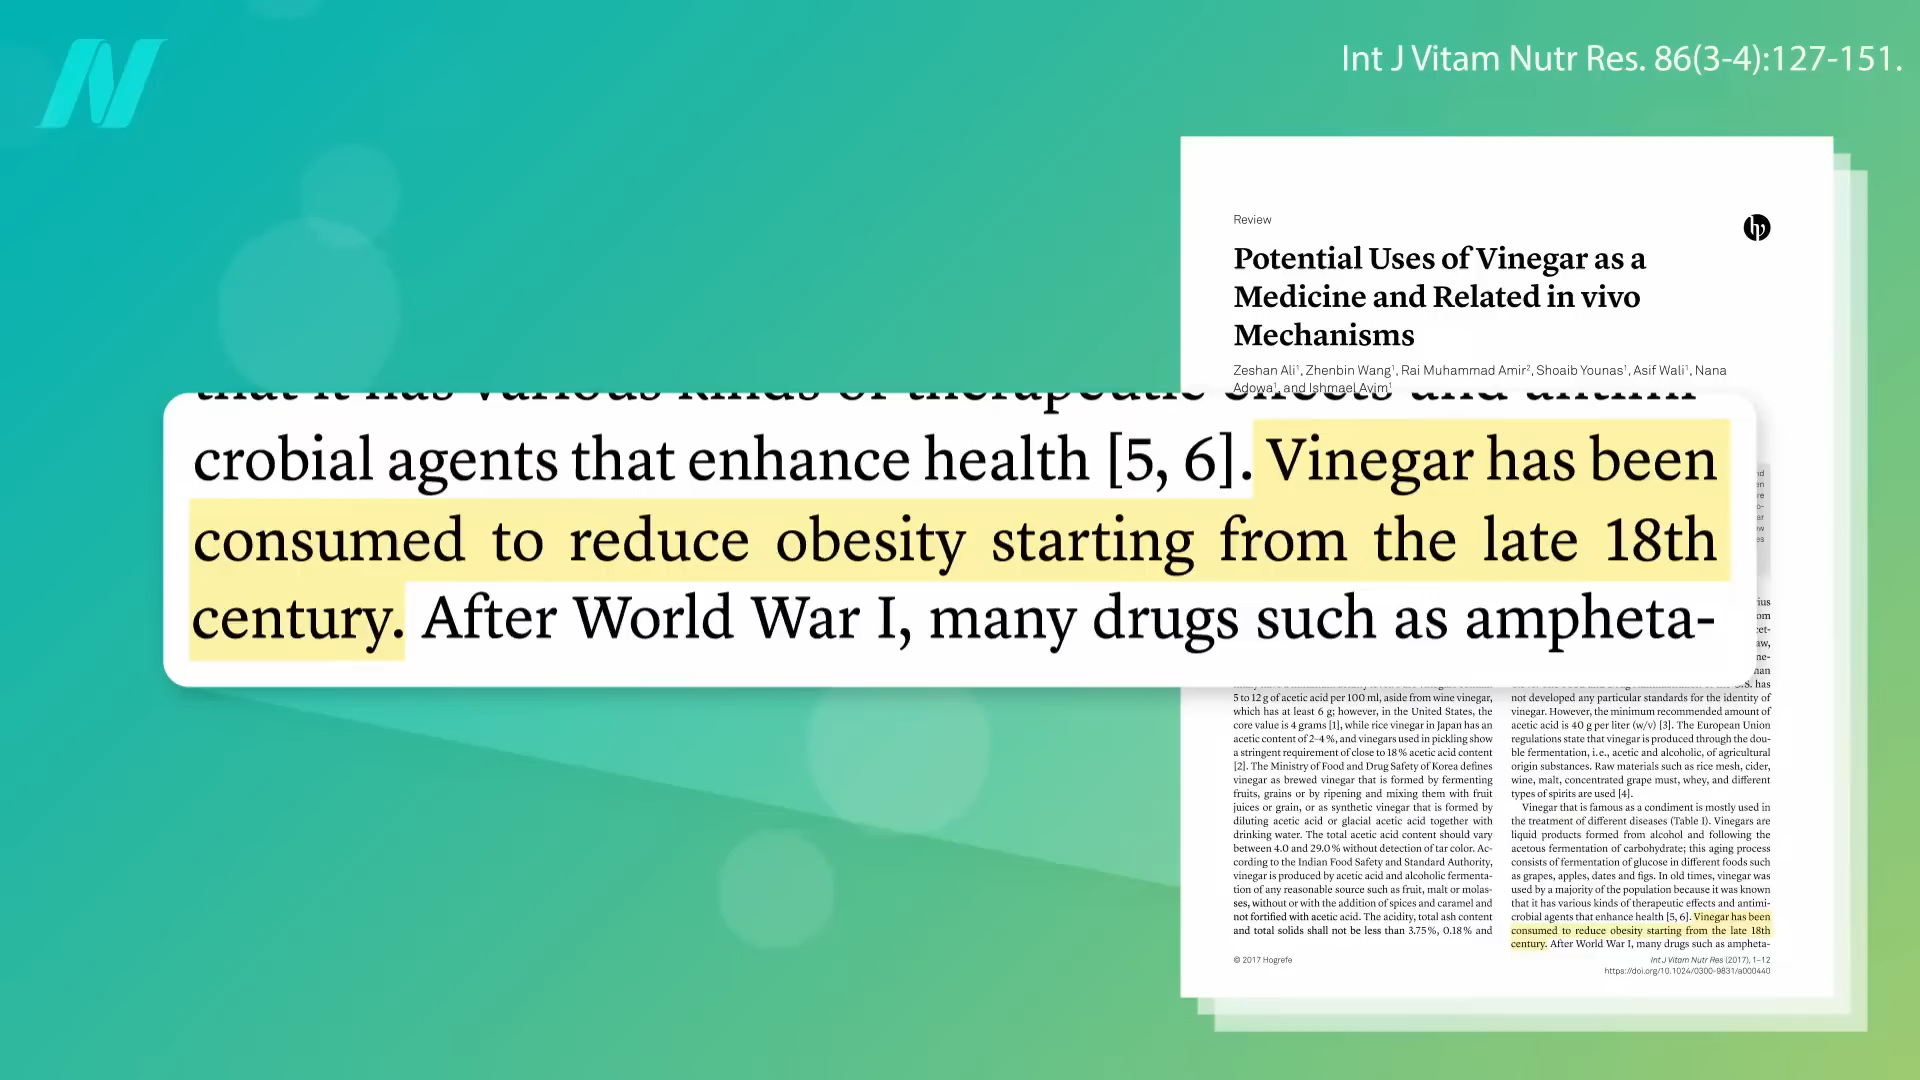 Int J Vitam Nutr Res. 86(3-4):127-151.
Review
Potential Uses of Vinegar as a
Medicine and Related in vivo
Mechanisms
Zeshan Ali¹, Zhenbin Wang¹, Rai Muhammad Amir², Shoaib Younas¹, Asif Wali¹, Nana
Adowa¹, and Ishmael Ayim¹
that it has various kinds of therapeutic effects and antimi-
crobial agents that enhance health [5, 6]. Vinegar has been
consumed to reduce obesity starting from the late 18th
century. After World War I, many drugs such as ampheta-
5 to 12 g of acetic acid per 100 ml, aside from wine vinegar,
which has at least 6 g; however, in the United States, the
core value is 4 grams [1], while rice vinegar in Japan has an
acetic content of 2–4%, and vinegars used in pickling show
a stringent requirement of close to 18% acetic acid content
[2]. The Ministry of Food and Drug Safety of Korea defines
vinegar as brewed vinegar that is formed by fermenting
fruits, grains or by ripening and mixing them with fruit
juices or grain, or as synthetic vinegar that is formed by
diluting acetic acid or glacial acetic acid together with
drinking water. The total acetic acid content should vary
between 4.0 and 29.0% without detection of tar color. Ac-
cording to the Indian Food Safety and Standard Authority,
vinegar is produced by acetic acid and alcoholic fermenta-
tion of any reasonable source such as fruit, malt or molas-
ses, without or with the addition of spices and caramel and
not fortified with acetic acid. The acidity, total ash content
and total solids shall not be less than 3.75%, 0.18% and
U.S. has
not developed any particular standards for the identity of
vinegar. However, the minimum recommended amount of
acetic acid is 40 g per liter (w/v) [3]. The European Union
regulations state that vinegar is produced through the dou-
ble fermentation, i.e., acetic and alcoholic, of agricultural
origin substances. Raw materials such as rice mesh, cider,
wine, malt, concentrated grape must, whey, and different
types of spirits are used [4].
Vinegar that is famous as a condiment is mostly used in
the treatment of different diseases (Table I). Vinegars are
liquid products formed from alcohol and following the
acetous fermentation of carbohydrate; this aging process
consists of fermentation of glucose in different foods such
as grapes, apples, dates and figs. In old times, vinegar was
used by a majority of the population because it was known
that it has various kinds of therapeutic effects and antimi-
crobial agents that enhance health [5, 6]. Vinegar has been
consumed to reduce obesity starting from the late 18th
century. After World War I, many drugs such as ampheta-
© 2017 Hogrefe
Int J Vitam Nutr Res (2017), 1–12
https://doi.org/10.1024/0300-9831/a000440